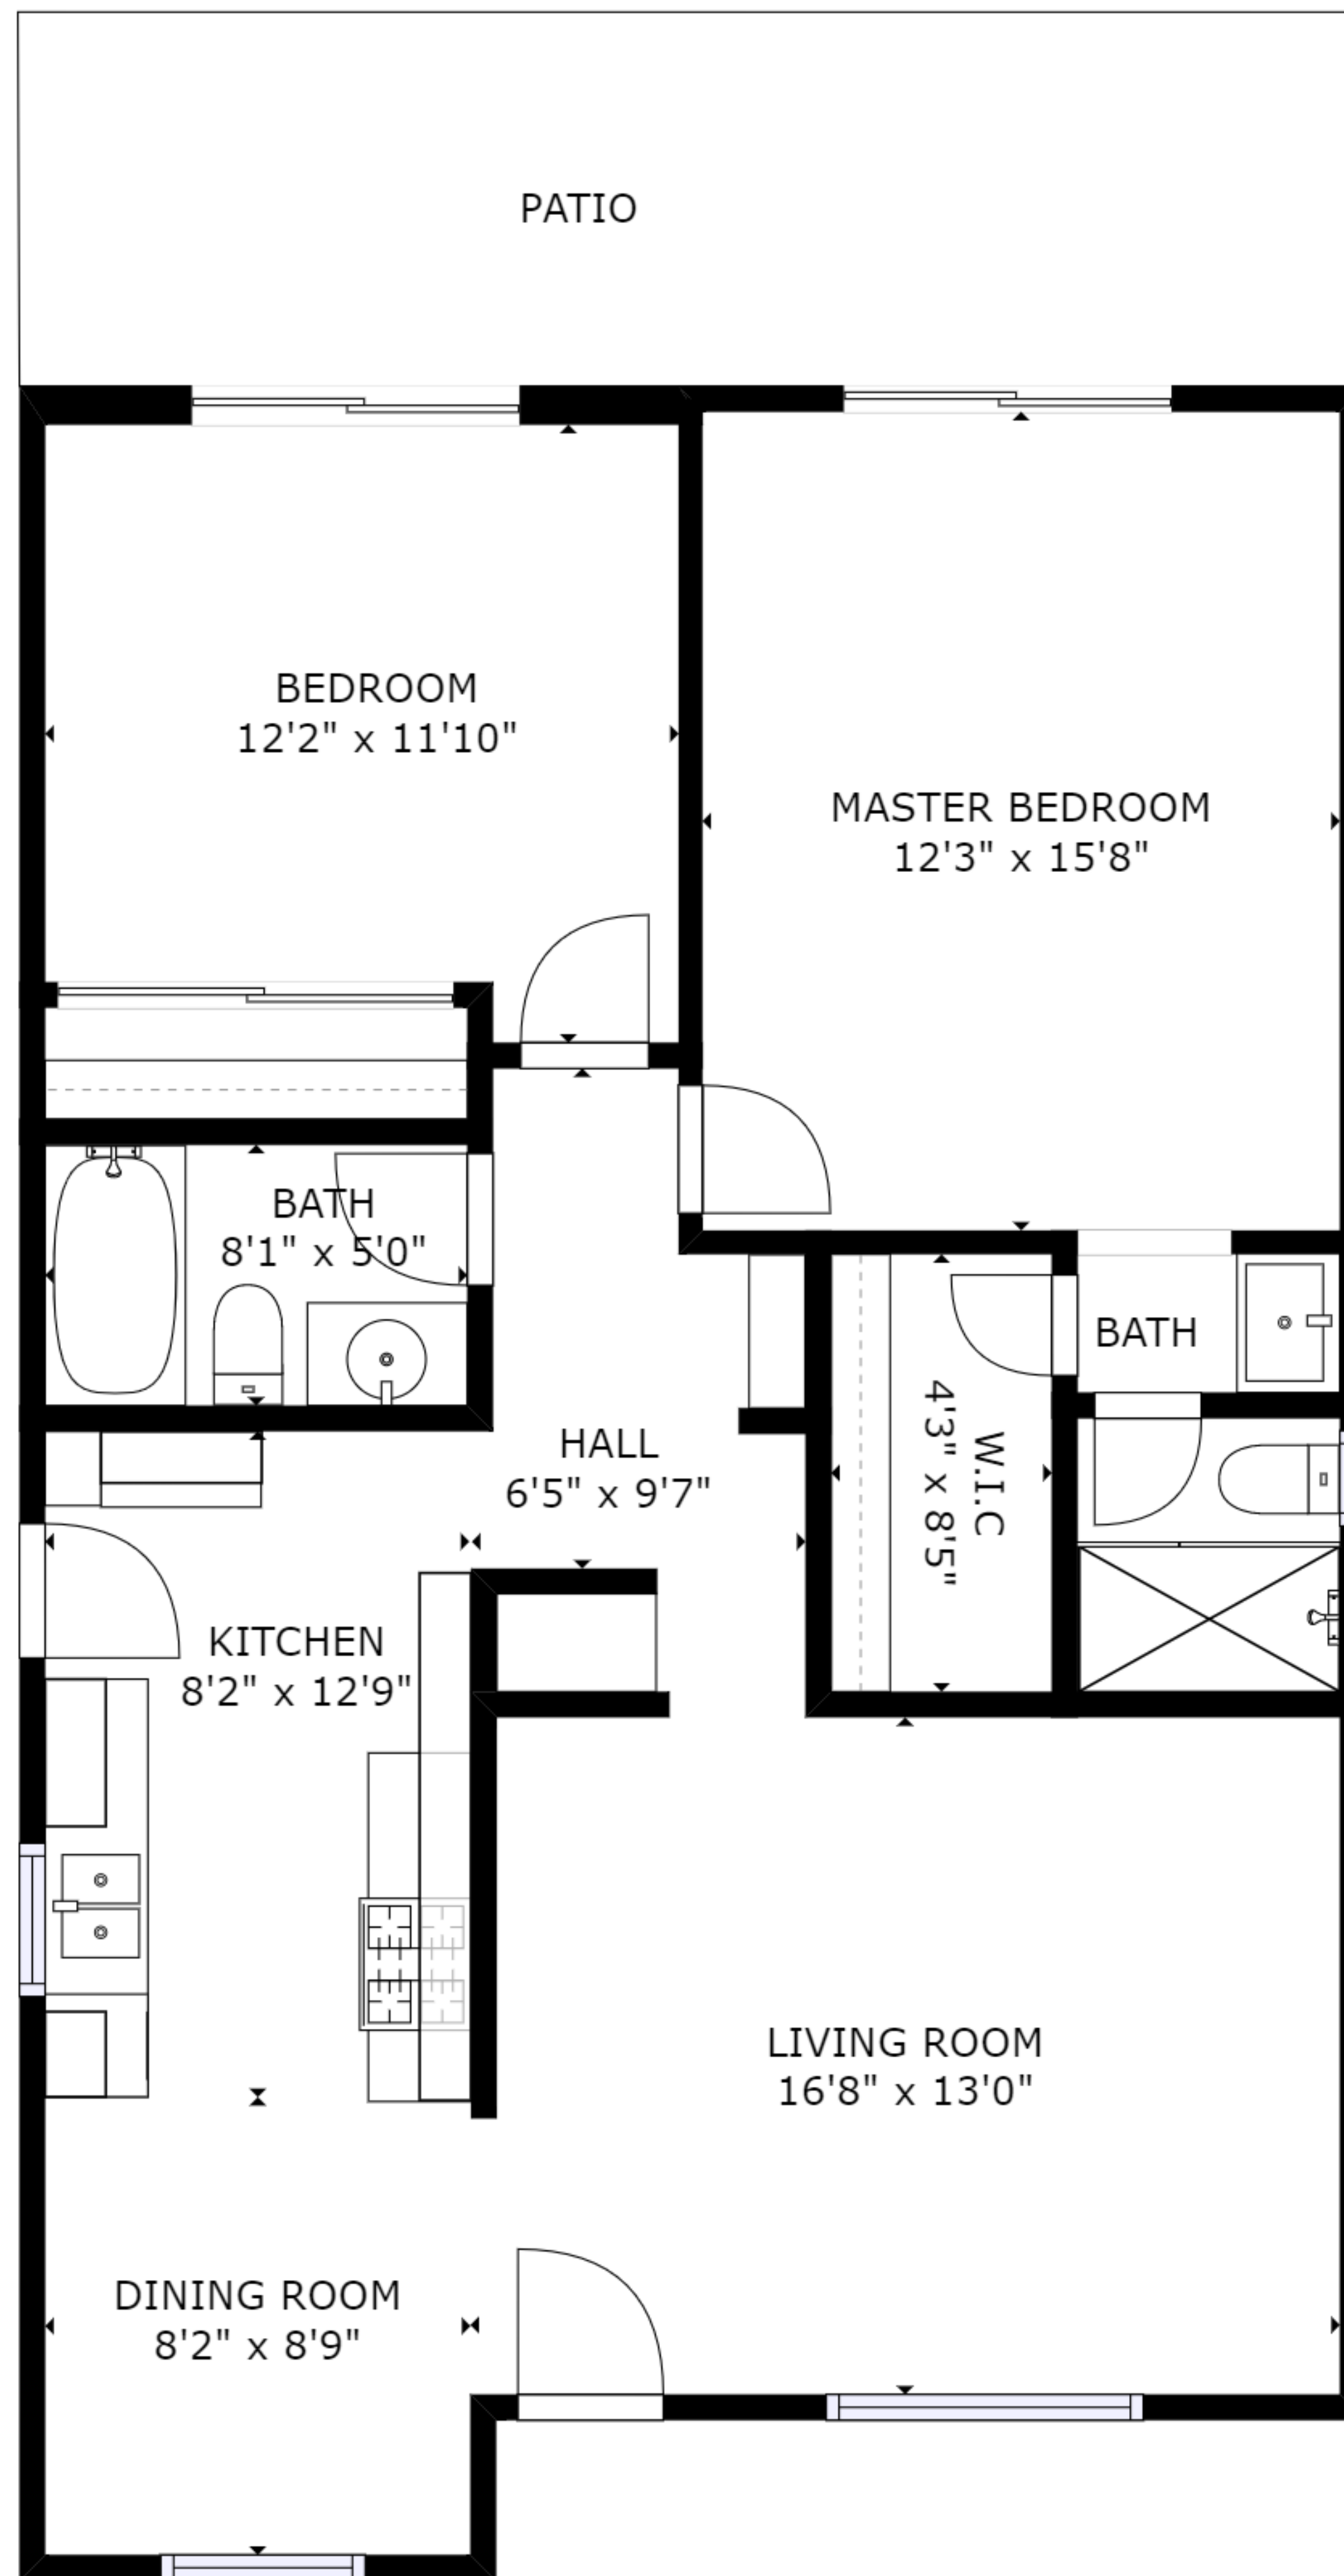 PATIO
BEDROOM
12'2" x 11'10"
MASTER BEDROOM
12'3" x 15'8"
BATH
8'1" x 5'0"
BATH
HALL
6'5" x 9'7"
W.I.C
4'3" x 8'5"
KITCHEN
8'2" x 12'9"
LIVING ROOM
16'8" x 13'0"
DINING ROOM
8'2" x 8'9"